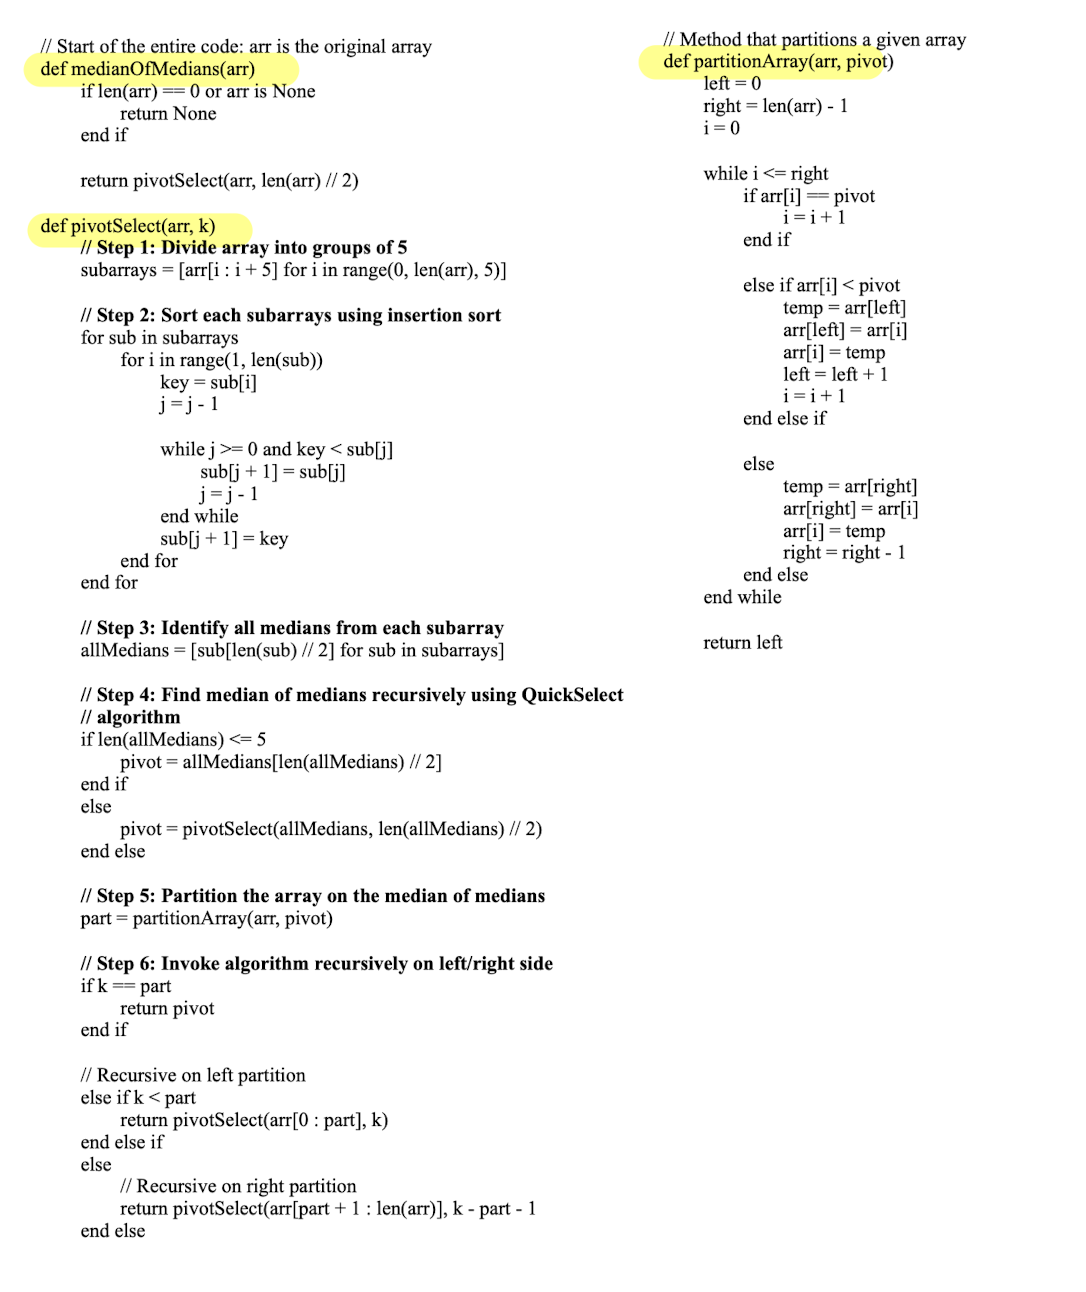 // Start of the entire code: arr is the original array
def medianOfMedians(arr)
if len(arr) == 0 or arr is None
return None
end if
return pivotSelect(arr, len(arr) // 2)
def pivotSelect(arr, k)
// Step 1: Divide array into groups of 5
subarrays = [arr[i : i + 5] for i in range(0, len(arr), 5)]
// Step 2: Sort each subarrays using insertion sort
for sub in subarrays
for i in range(1, len(sub))
key = sub[i]
j = j - 1
while j >= 0 and key < sub[j]
sub[j + 1] = sub[j]
j = j - 1
end while
sub[j + 1] = key
end for
end for
// Step 3: Identify all medians from each subarray
allMedians = [sub[len(sub) // 2] for sub in subarrays]
// Step 4: Find median of medians recursively using QuickSelect
// algorithm
if len(allMedians) <= 5
pivot = allMedians[len(allMedians) // 2]
end if
else
pivot = pivotSelect(allMedians, len(allMedians) // 2)
end else
// Step 5: Partition the array on the median of medians
part = partitionArray(arr, pivot)
// Step 6: Invoke algorithm recursively on left/right side
if k == part
return pivot
end if
// Recursive on left partition
else if k < part
return pivotSelect(arr[0 : part], k)
end else if
else
// Recursive on right partition
return pivotSelect(arr[part + 1 : len(arr)], k - part - 1
end else
// Method that partitions a given array
def partitionArray(arr, pivot)
left = 0
right = len(arr) - 1
i = 0
while i <= right
if arr[i] == pivot
i = i + 1
end if
else if arr[i] < pivot
temp = arr[left]
arr[left] = arr[i]
arr[i] = temp
left = left + 1
i = i + 1
end else if
else
temp = arr[right]
arr[right] = arr[i]
arr[i] = temp
right = right - 1
end else
end while
return left